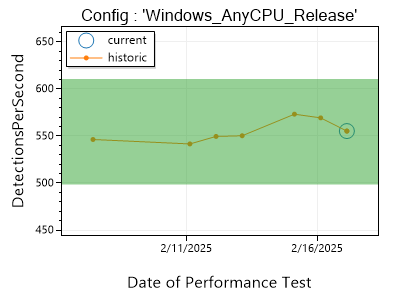 Config : 'Windows_AnyCPU_Release'
current
historic
DetectionsPerSecond
650
600
550
500
450
2/11/2025
2/16/2025
Date of Performance Test